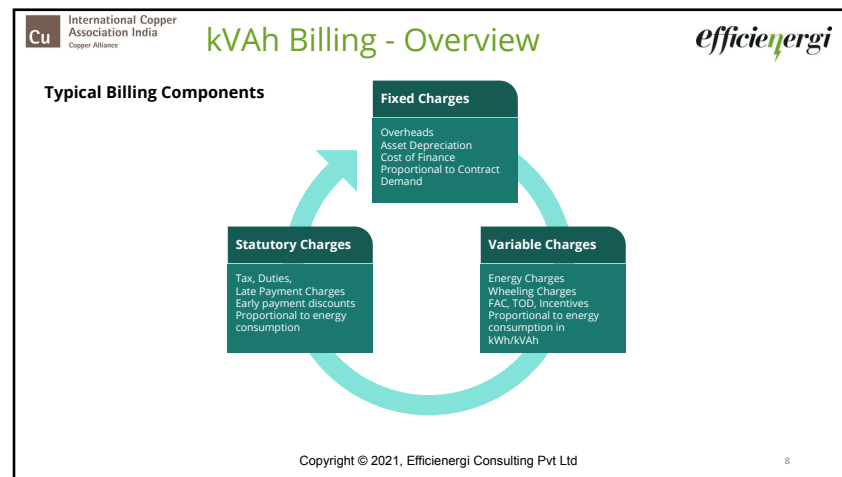 Cu
International Copper
Association India
Copper Alliance
kVAh Billing - Overview
efficienergi
Typical Billing Components
Fixed Charges
Overheads
Asset Depreciation
Cost of Finance
Proportional to Contract
Demand
Statutory Charges
Tax, Duties,
Late Payment Charges
Early payment discounts
Proportional to energy
consumption
Variable Charges
Energy Charges
Wheeling Charges
FAC, TOD, Incentives
Proportional to energy
consumption in
kWh/kVAh
Copyright © 2021, Efficienergi Consulting Pvt Ltd
8